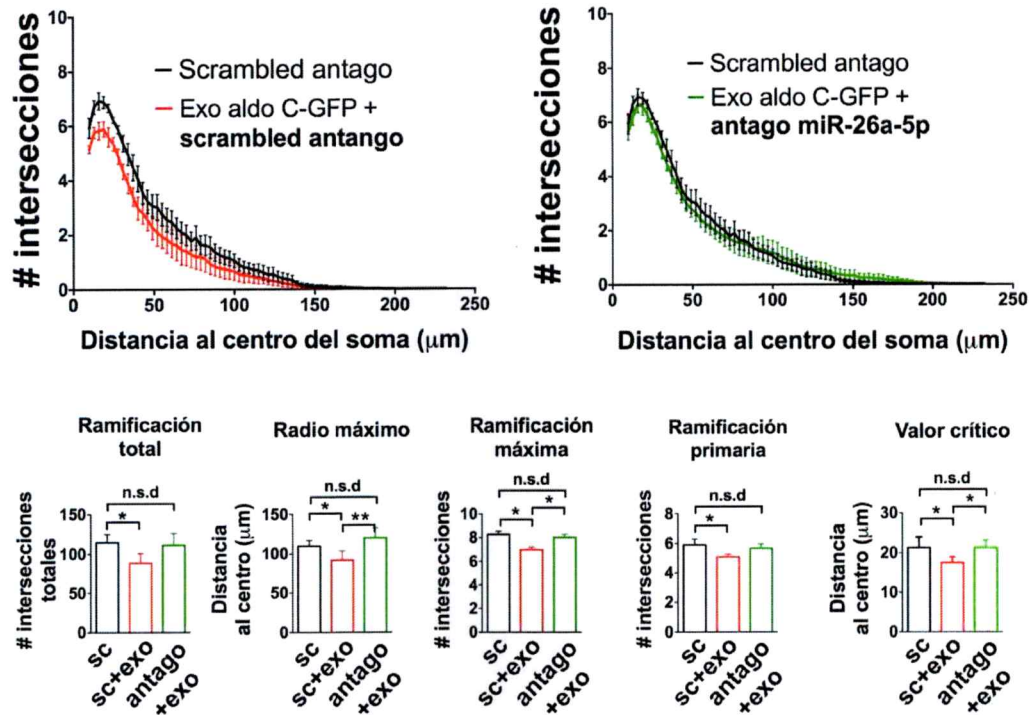 # intersecciones
10
8
6
4
2
0
Scrambled antago
Exo aldo C-GFP +
scrambled antango
0 50 100 150 200 250
Distancia al centro del soma (μm)
# intersecciones
10
8
6
4
2
0
Scrambled antago
Exo aldo C-GFP +
antago miR-26a-5p
0 50 100 150 200 250
Distancia al centro del soma (μm)
Ramificación
total
# intersecciones
totales
150
100
50
0
n.s.d
*
sc
sc+exo
antago
+exo
Radio máximo
Distancia
al centro (μm)
150
100
50
0
n.s.d
* **
sc
sc+exo
antago
+exo
Ramificación
máxima
# intersecciones
10
8
6
4
2
0
n.s.d
* *
sc
sc+exo
antago
+exo
Ramificación
primaria
# intersecciones
8
6
4
2
0
n.s.d
*
sc
sc+exo
antago
+exo
Valor crítico
Distancia
al centro (μm)
30
20
10
0
n.s.d
* *
sc
sc+exo
antago
+exo